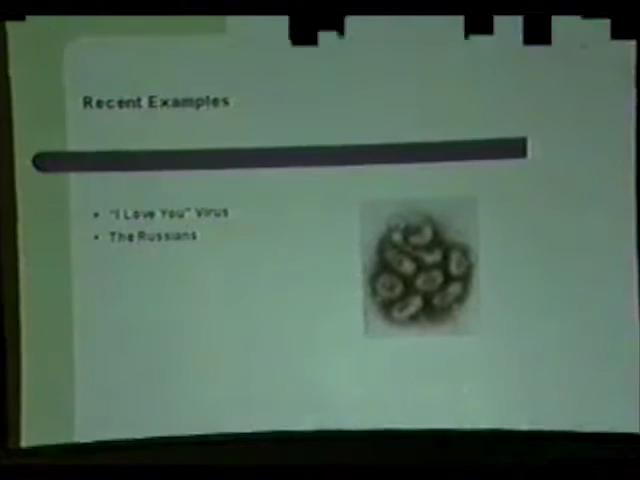 Recent Examples
• "I Love You" Virus
• The Russians